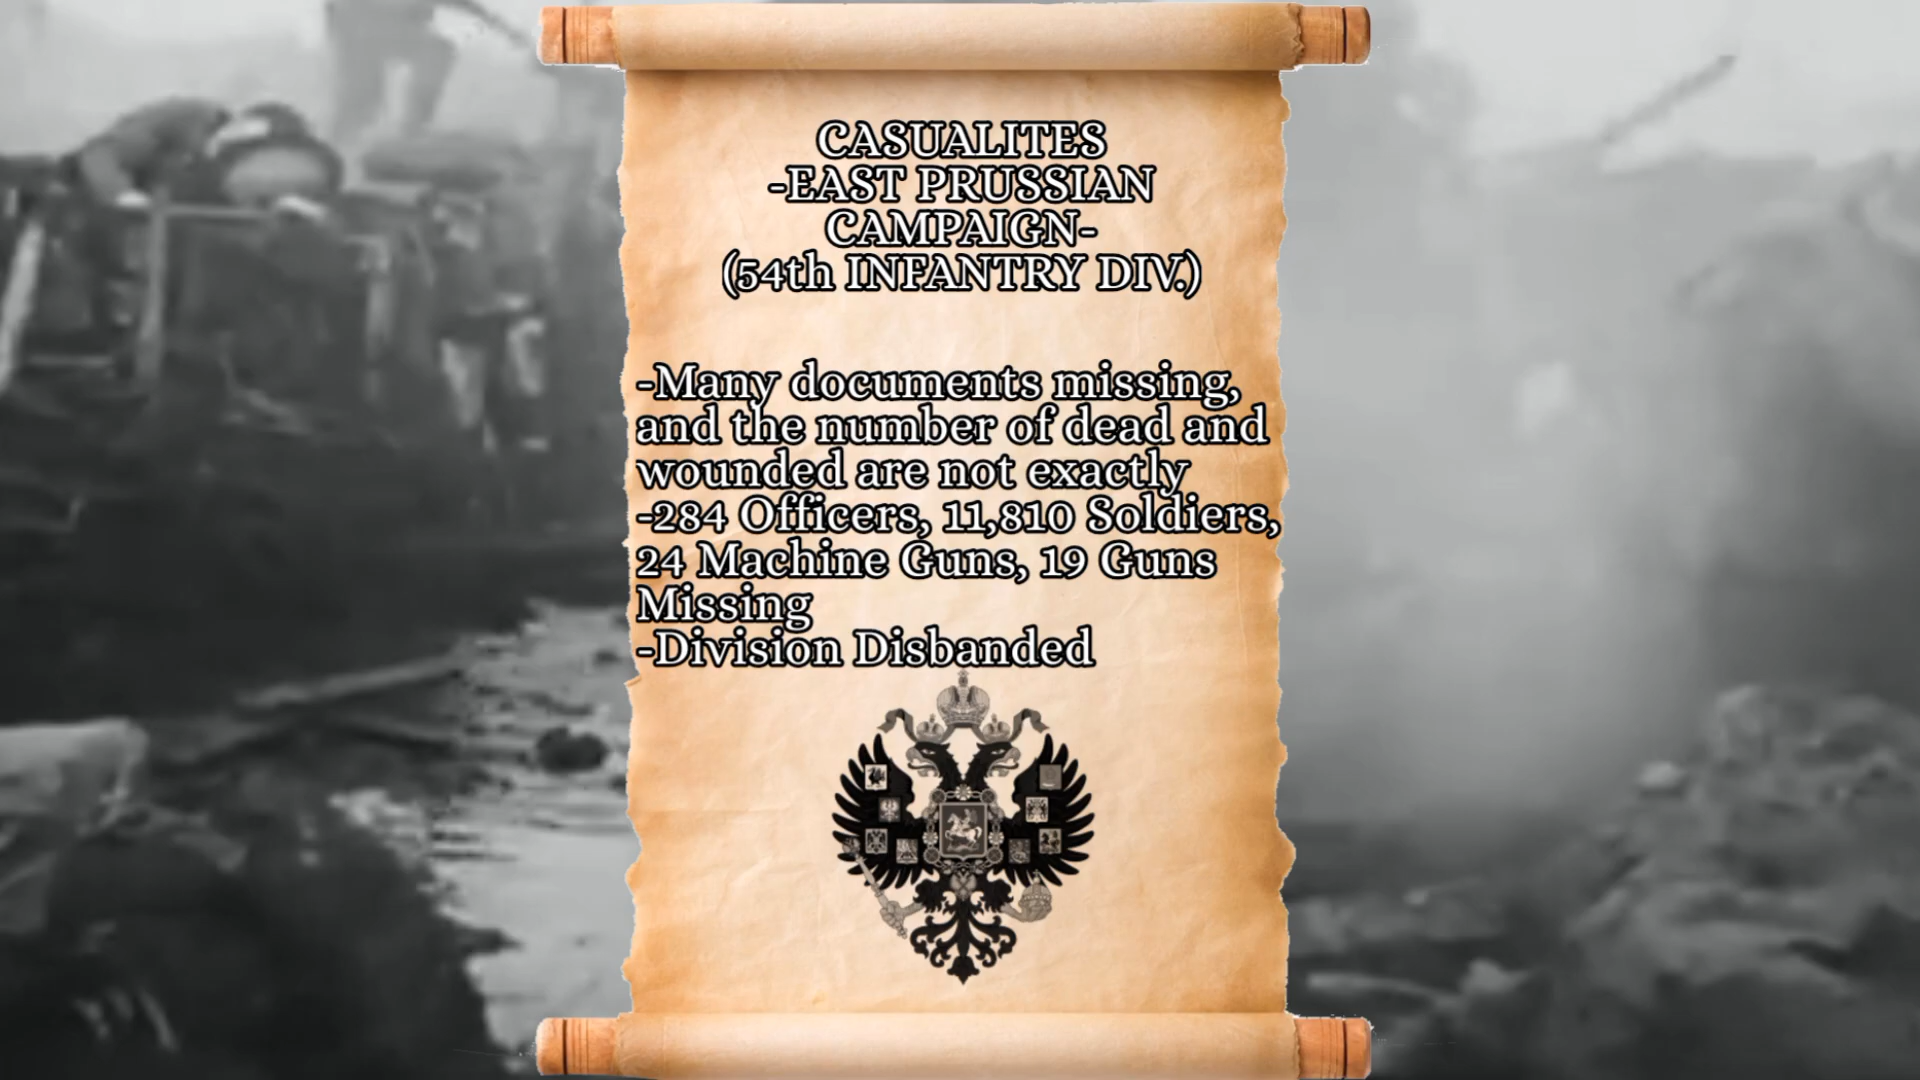 CASUALITES
-EAST PRUSSIAN
CAMPAIGN-
(54th INFANTRY DIV.)
-Many documents missing,
and the number of dead and
wounded are not exactly
-284 Officers, 11,810 Soldiers,
24 Machine Guns, 19 Guns
Missing
-Division Disbanded